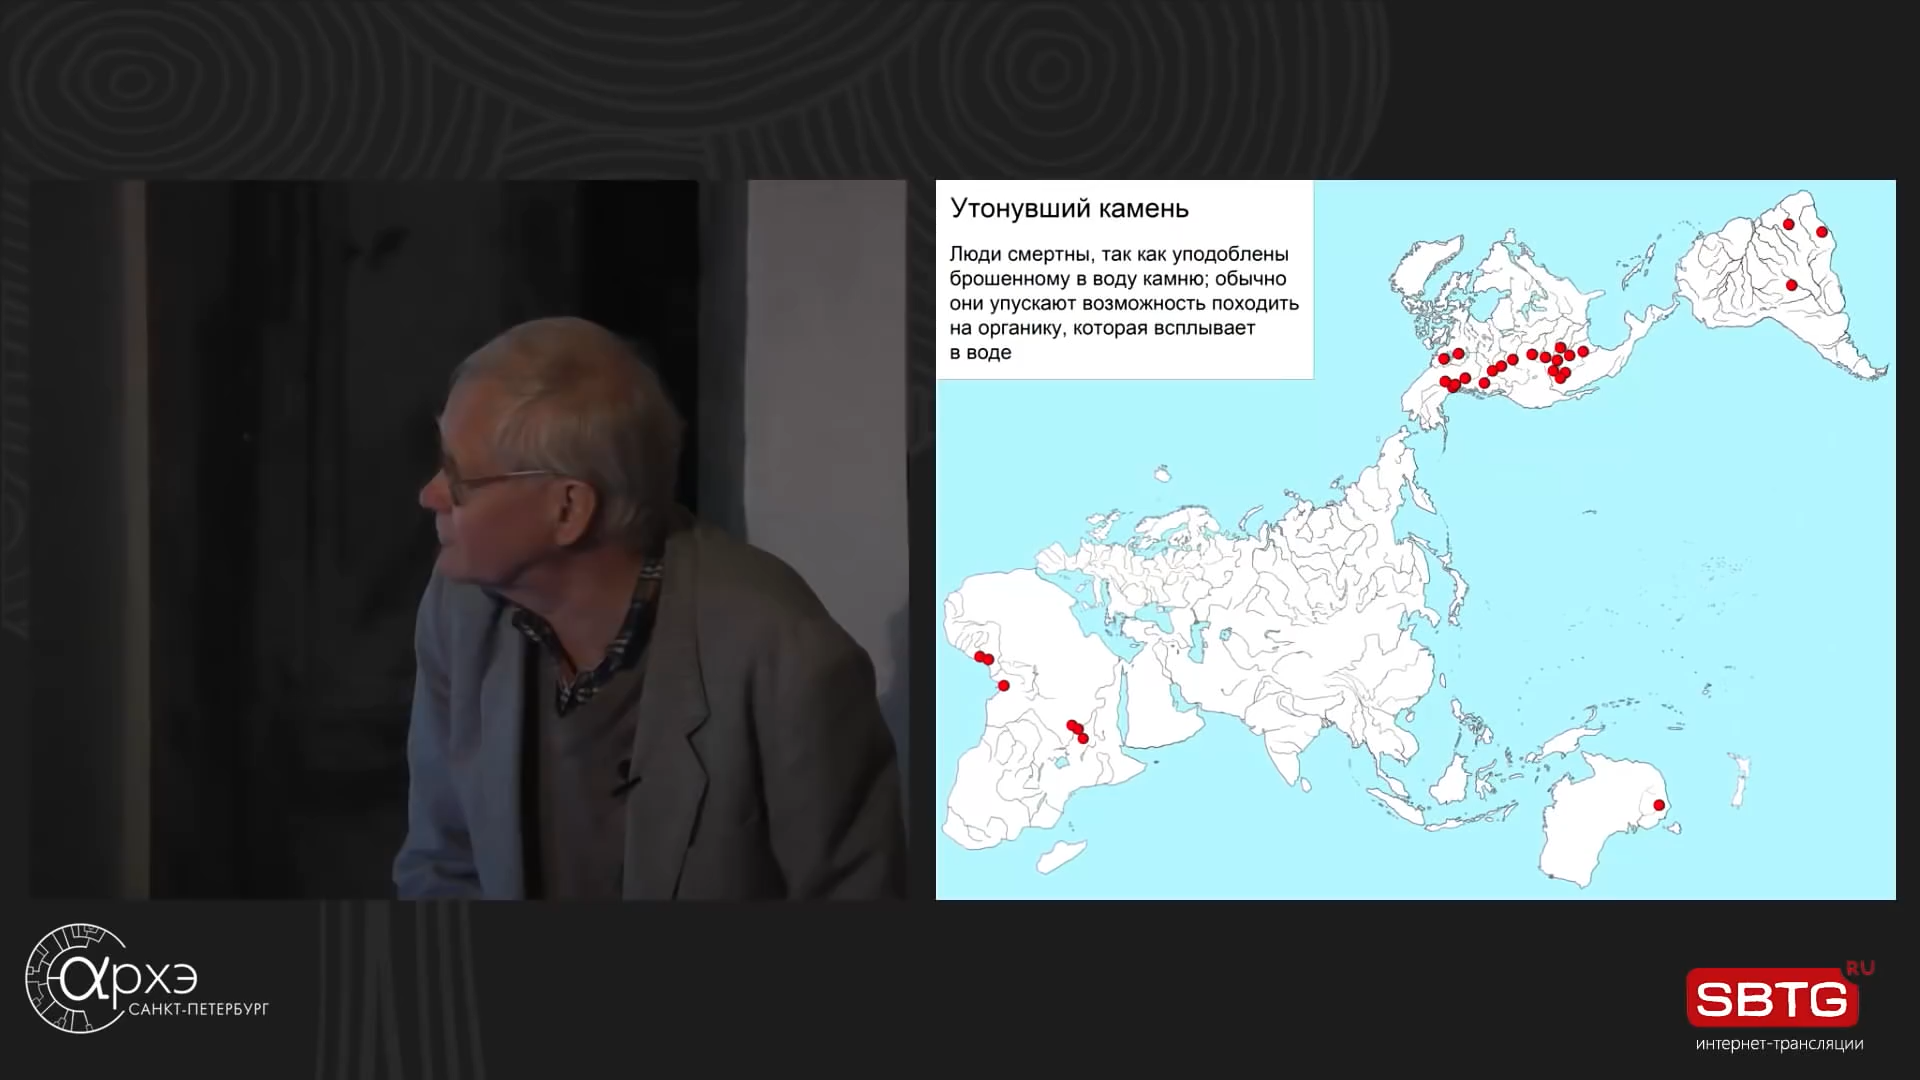 Утонувший камень
Люди смертны, так как уподоблены
брошенному в воду камню; обычно
они упускают возможность походить
на органику, которая всплывает
в воде
αрхэ
САНКТ-ПЕТЕРБУРГ
RU
SBTG
интернет-трансляции